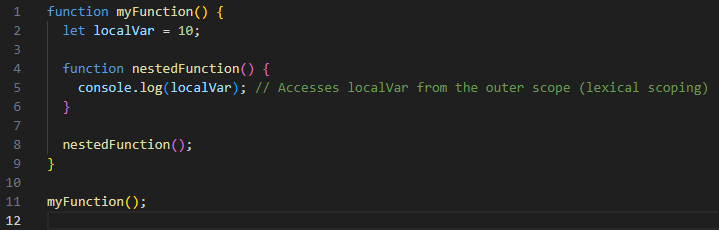 1 function myFunction() {
2   let localVar = 10;
3
4   function nestedFunction() {
5     console.log(localVar); // Accesses localVar from the outer scope (lexical scoping)
6   }
7
8   nestedFunction();
9 }
10
11 myFunction();
12